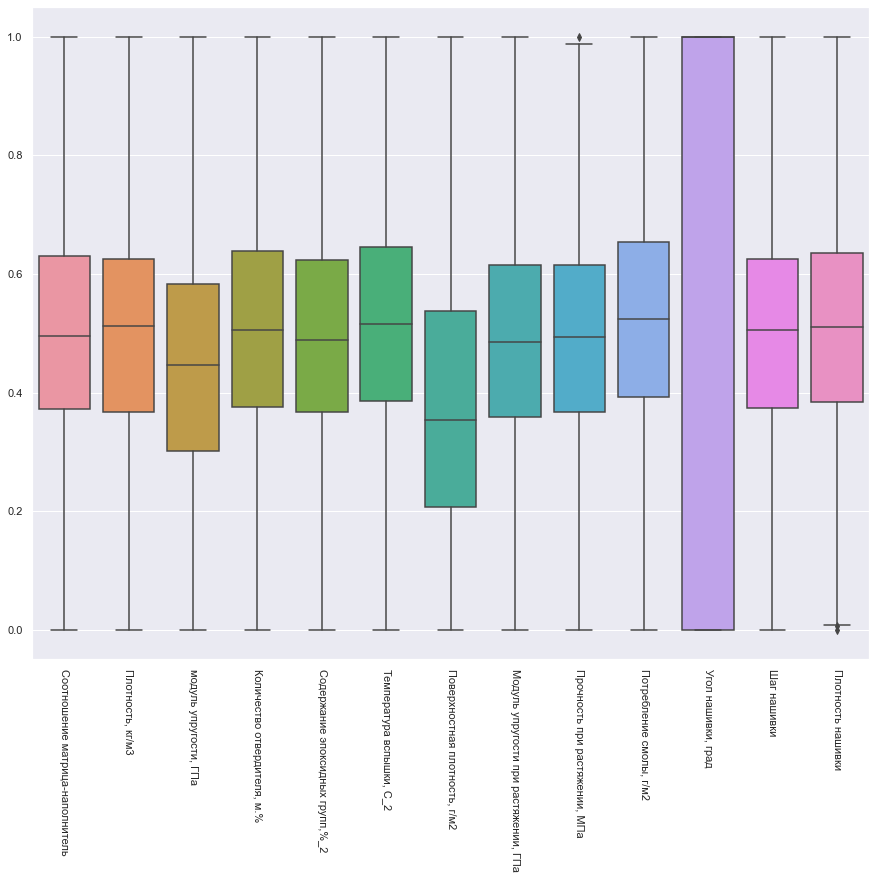 1.0
0.8
0.6
0.4
0.2
0.0
Соотношение матрица-наполнитель
Плотность, кг/м3
модуль упругости, ГПа
Количество отвердителя, м.%
Содержание эпоксидных групп,%_2
Температура вспышки, С_2
Поверхностная плотность, г/м2
Модуль упругости при растяжении, ГПа
Прочность при растяжении, МПа
Потребление смолы, г/м2
Угол нашивки, град
Шаг нашивки
Плотность нашивки